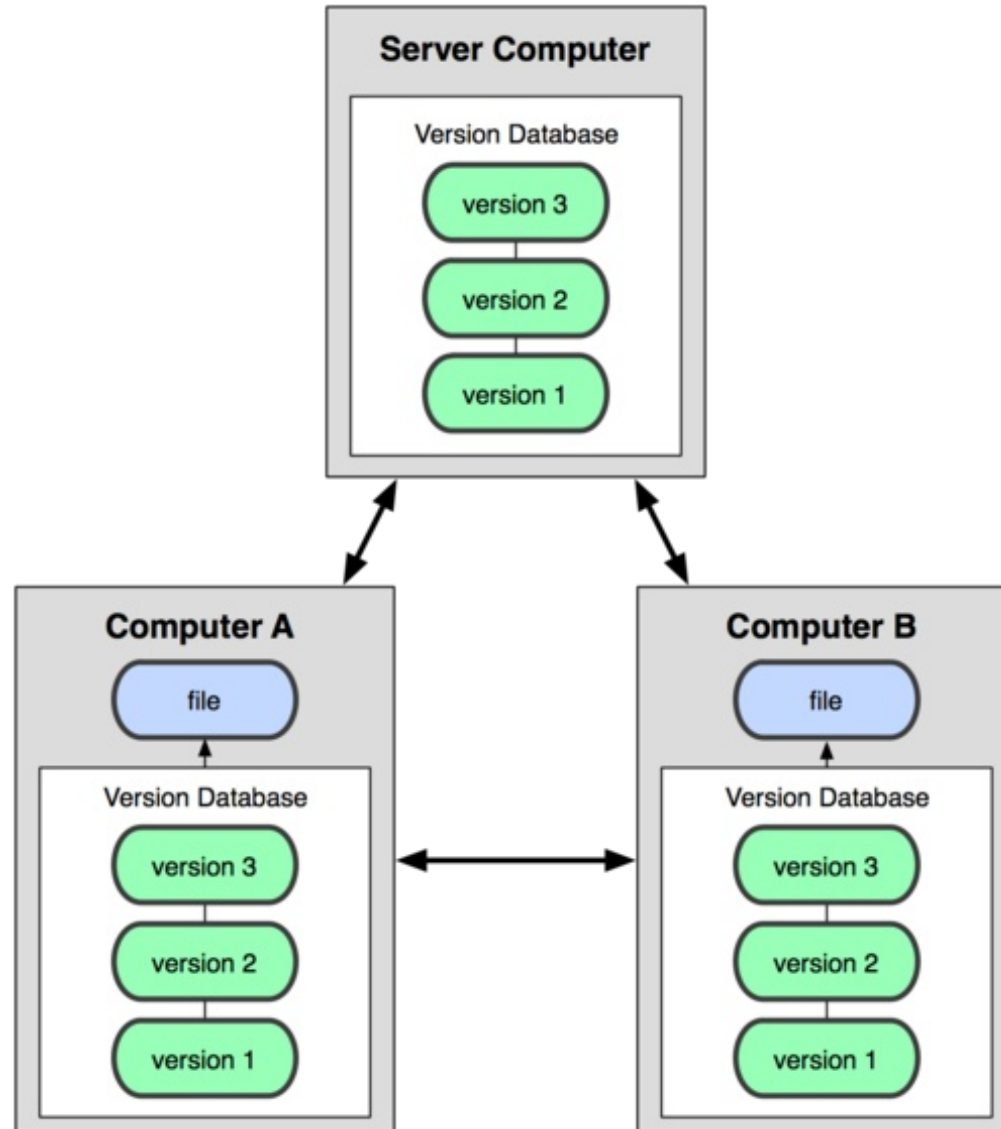 Server Computer
Version Database
version 3
version 2
version 1
Computer A
file
Version Database
version 3
version 2
version 1
Computer B
file
Version Database
version 3
version 2
version 1